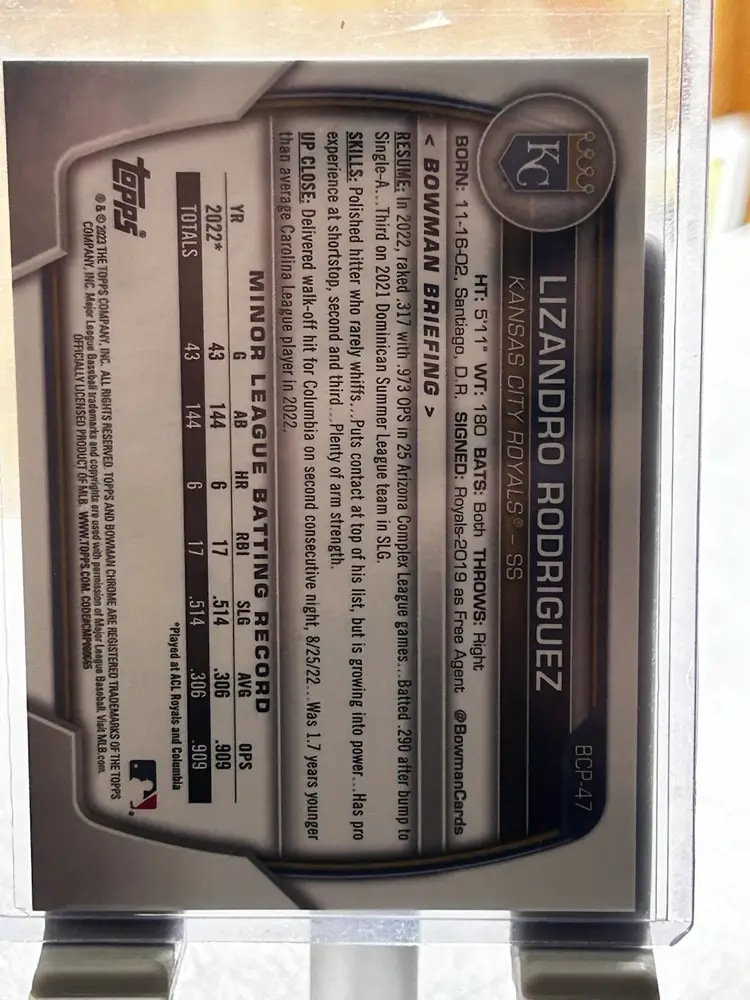 BCP-47
KC
LIZANDRO RODRIGUEZ
KANSAS CITY ROYALS® – SS
HT: 5'11" WT: 180 BATS: Both THROWS: Right
BORN: 11-16-02, Santiago, D.R. SIGNED: Royals-2019 as Free Agent @BowmanCards
< BOWMAN BRIEFING >
RESUME: In 2022, raked .317 with .973 OPS in 25 Arizona Complex League games...Batted .290 after bump to
Single-A...Third on 2021 Dominican Summer League team in SLG.
SKILLS: Polished hitter who rarely whiffs...Puts contact at top of his list, but is growing into power...Has pro
experience at shortstop, second and third...Plenty of arm strength.
UP CLOSE: Delivered walk-off hit for Columbia on second consecutive night, 8/25/22...Was 1.7 years younger
than average Carolina League player in 2022.
MINOR LEAGUE BATTING RECORD
YR G AB HR RBI SLG AVG OPS
2022* 43 144 6 17 .514 .306 .909
TOTALS 43 144 6 17 .514 .306 .909
*Played at ACL Royals and Columbia
topps
® & © 2023 THE TOPPS COMPANY, INC. ALL RIGHTS RESERVED. TOPPS AND BOWMAN CHROME ARE REGISTERED TRADEMARKS OF THE TOPPS
COMPANY, INC. Major League Baseball trademarks and copyrights are used with permission of Major League Baseball. Visit MLB.com.
OFFICIALLY LICENSED PRODUCT OF MLB WWW.TOPPS.COM. CODE#CMP100065